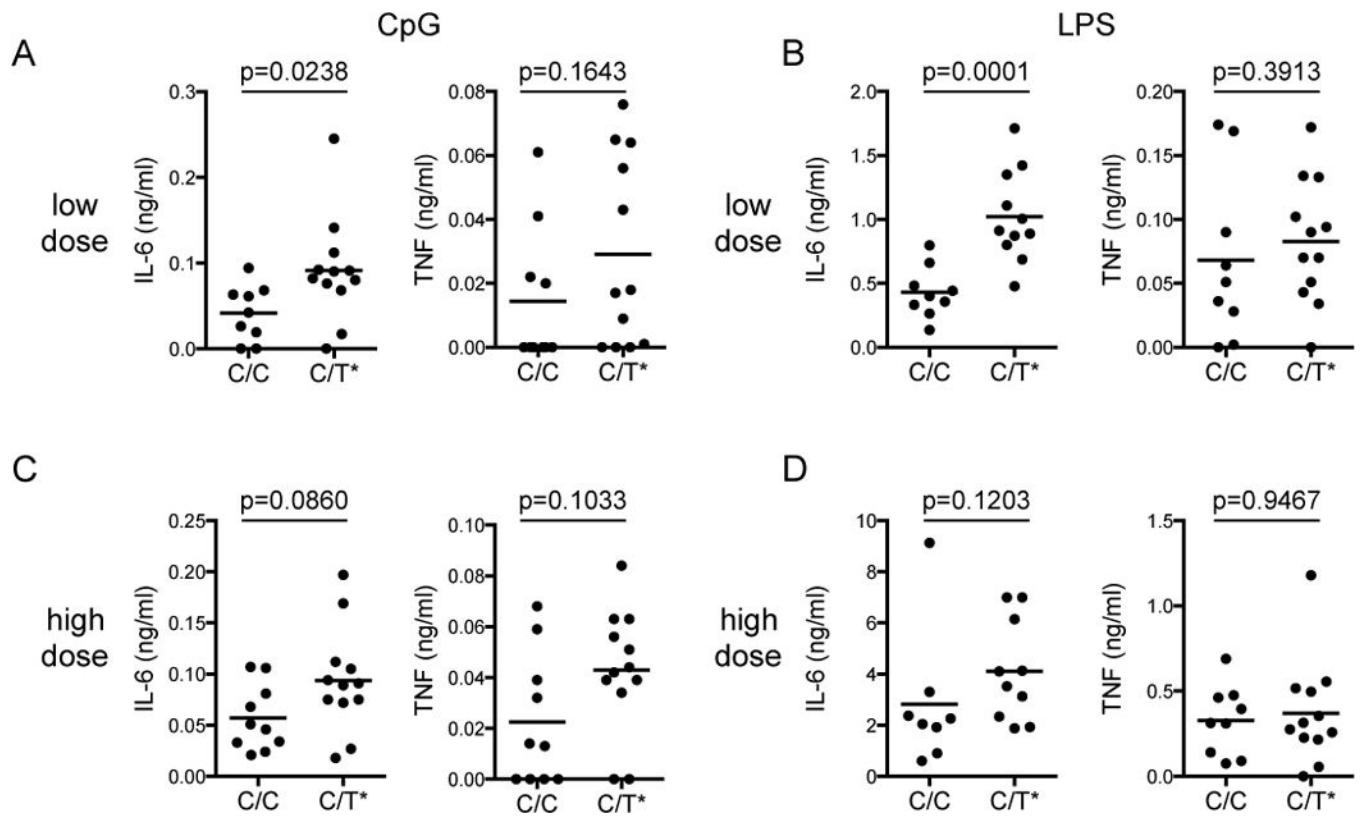 CpG
LPS
A
p=0.0238
p=0.1643
B
p=0.0001
p=0.3913
low
dose
IL-6 (ng/ml)
0.3
0.2
0.1
0.0
C/C
C/T*
TNF (ng/ml)
0.08
0.06
0.04
0.02
0.00
C/C
C/T*
low
dose
IL-6 (ng/ml)
2.0
1.5
1.0
0.5
0.0
C/C
C/T*
TNF (ng/ml)
0.20
0.15
0.10
0.05
0.00
C/C
C/T*
C
p=0.0860
p=0.1033
D
p=0.1203
p=0.9467
high
dose
IL-6 (ng/ml)
0.25
0.20
0.15
0.10
0.05
0.00
C/C
C/T*
TNF (ng/ml)
0.10
0.08
0.06
0.04
0.02
0.00
C/C
C/T*
high
dose
IL-6 (ng/ml)
10
8
6
4
2
0
C/C
C/T*
TNF (ng/ml)
1.5
1.0
0.5
0.0
C/C
C/T*